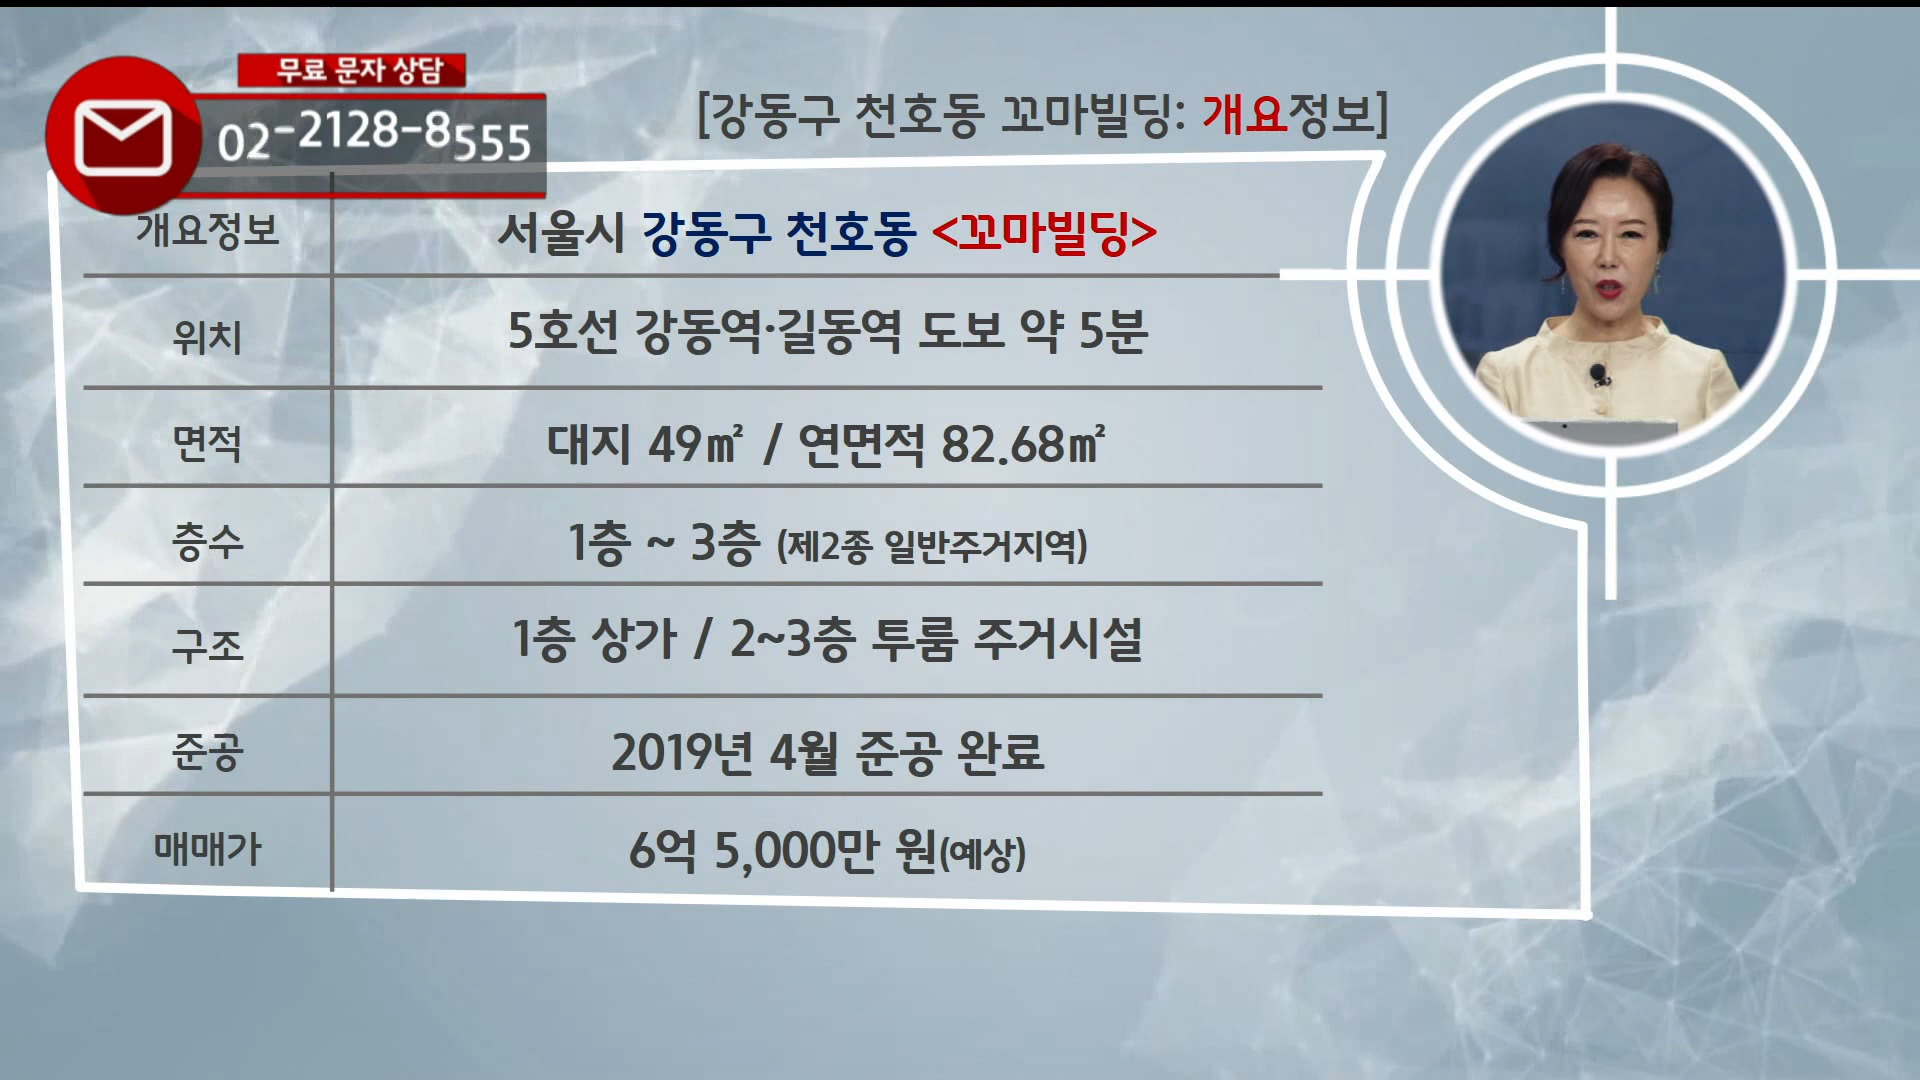 무료 문자 상담
02-2128-8555
[강동구 천호동 꼬마빌딩: 개요정보]
개요정보 서울시 강동구 천호동 <꼬마빌딩>
위치 5호선 강동역·길동역 도보 약 5분
면적 대지 49㎡ / 연면적 82.68㎡
층수 1층 ~ 3층 (제2종 일반주거지역)
구조 1층 상가 / 2~3층 투룸 주거시설
준공 2019년 4월 준공 완료
매매가 6억 5,000만 원(예상)